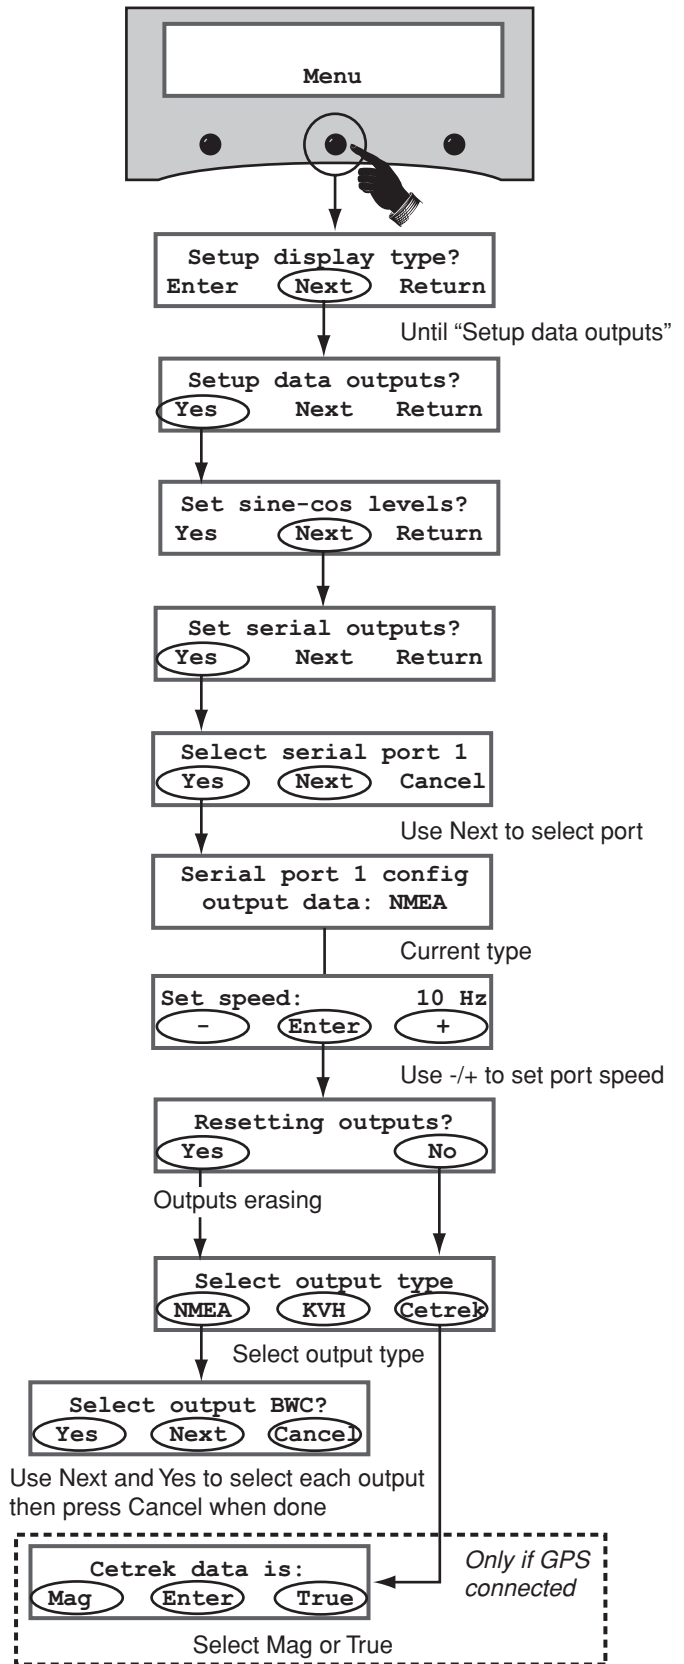 Menu
Setup display type?
Enter Next Return
Until “Setup data outputs”
Setup data outputs?
Yes Next Return
Set sine-cos levels?
Yes Next Return
Set serial outputs?
Yes Next Return
Select serial port 1
Yes Next Cancel
Use Next to select port
Serial port 1 config
output data: NMEA
Current type
Set speed: 10 Hz
- Enter +
Use -/+ to set port speed
Resetting outputs?
Yes No
Outputs erasing
Select output type
NMEA KVH Cetrek
Select output type
Select output BWC?
Yes Next Cancel
Use Next and Yes to select each output
then press Cancel when done
Cetrek data is:
Mag Enter True
Only if GPS
connected
Select Mag or True